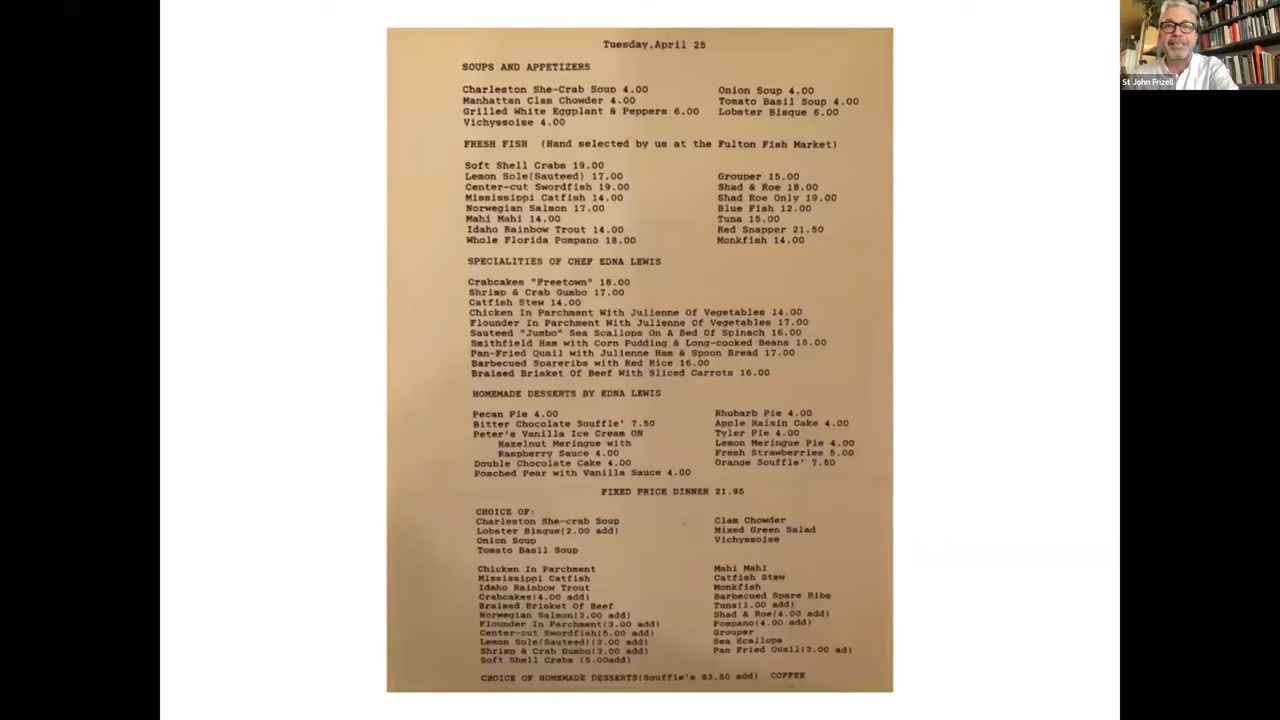 Tuesday,April 25
SOUPS AND APPETIZERS
Charleston She-Crab Soup 4.00
Manhattan Clam Chowder 4.00
Grilled White Eggplant & Peppers 6.00
Vichyssoise 4.00
Onion Soup 4.00
Tomato Basil Soup 4.00
Lobster Bisque 6.00
FRESH FISH (Hand selected by us at the Fulton Fish Market)
Soft Shell Crabs 19.00
Lemon Sole(Sauteed) 17.00
Center-cut Swordfish 19.00
Mississippi Catfish 14.00
Norwegian Salmon 17.00
Mahi Mahi 14.00
Idaho Rainbow Trout 14.00
Whole Florida Pompano 18.00
Grouper 15.00
Shad & Roe 18.00
Shad Roe Only 19.00
Blue Fish 12.00
Tuna 15.00
Red Snapper 21.50
Monkfish 14.00
SPECIALITIES OF CHEF EDNA LEWIS
Crabcakes "Freetown" 18.00
Shrimp & Crab Gumbo 17.00
Catfish Stew 14.00
Chicken In Parchment With Julienne Of Vegetables 14.00
Flounder In Parchment With Julienne Of Vegetables 17.00
Sauteed "Jumbo" Sea Scallops On A Bed Of Spinach 16.00
Smithfield Ham with Corn Pudding & Long-cooked Beans 15.00
Pan-Fried Quail with Julienne Ham & Spoon Bread 17.00
Barbecued Spareribs with Red Rice 16.00
Braised Brisket Of Beef With Sliced Carrots 16.00
HOMEMADE DESSERTS BY EDNA LEWIS
Pecan Pie 4.00
Bitter Chocolate Souffle' 7.50
Peter's Vanilla Ice Cream ON
Hazelnut Meringue with
Raspberry Sauce 4.00
Double Chocolate Cake 4.00
Poached Pear with Vanilla Sauce 4.00
Rhubarb Pie 4.00
Apple Raisin Cake 4.00
Tyler Pie 4.00
Lemon Meringue Pie 4.00
Fresh Strawberries 5.00
Orange Souffle' 7.50
FIXED PRICE DINNER 21.95
CHOICE OF:
Charleston She-crab Soup
Lobster Bisque(2.00 add)
Onion Soup
Tomato Basil Soup
Clam Chowder
Mixed Green Salad
Vichyssoise
Chicken In Parchment
Mississippi Catfish
Idaho Rainbow Trout
Crabcakes(4.00 add)
Braised Brisket Of Beef
Norwegian Salmon(3.00 add)
Flounder In Parchment(3.00 add)
Center-cut Swordfish(5.00 add)
Lemon Sole(Sauteed)(3.00 add)
Shrimp & Crab Gumbo(3.00 add)
Soft Shell Crabs (5.00add)
Mahi Mahi
Catfish Stew
Monkfish
Barbecued Spare Ribs
Tuna(1.00 add)
Shad & Roe(4.00 add)
Pompano(4.00 add)
Grouper
Sea Scallops
Pan Fried Quail(3.00 ad)
CHOICE OF HOMEMADE DESSERTS(Souffle's $3.50 add) COFFEE
St John Frizell